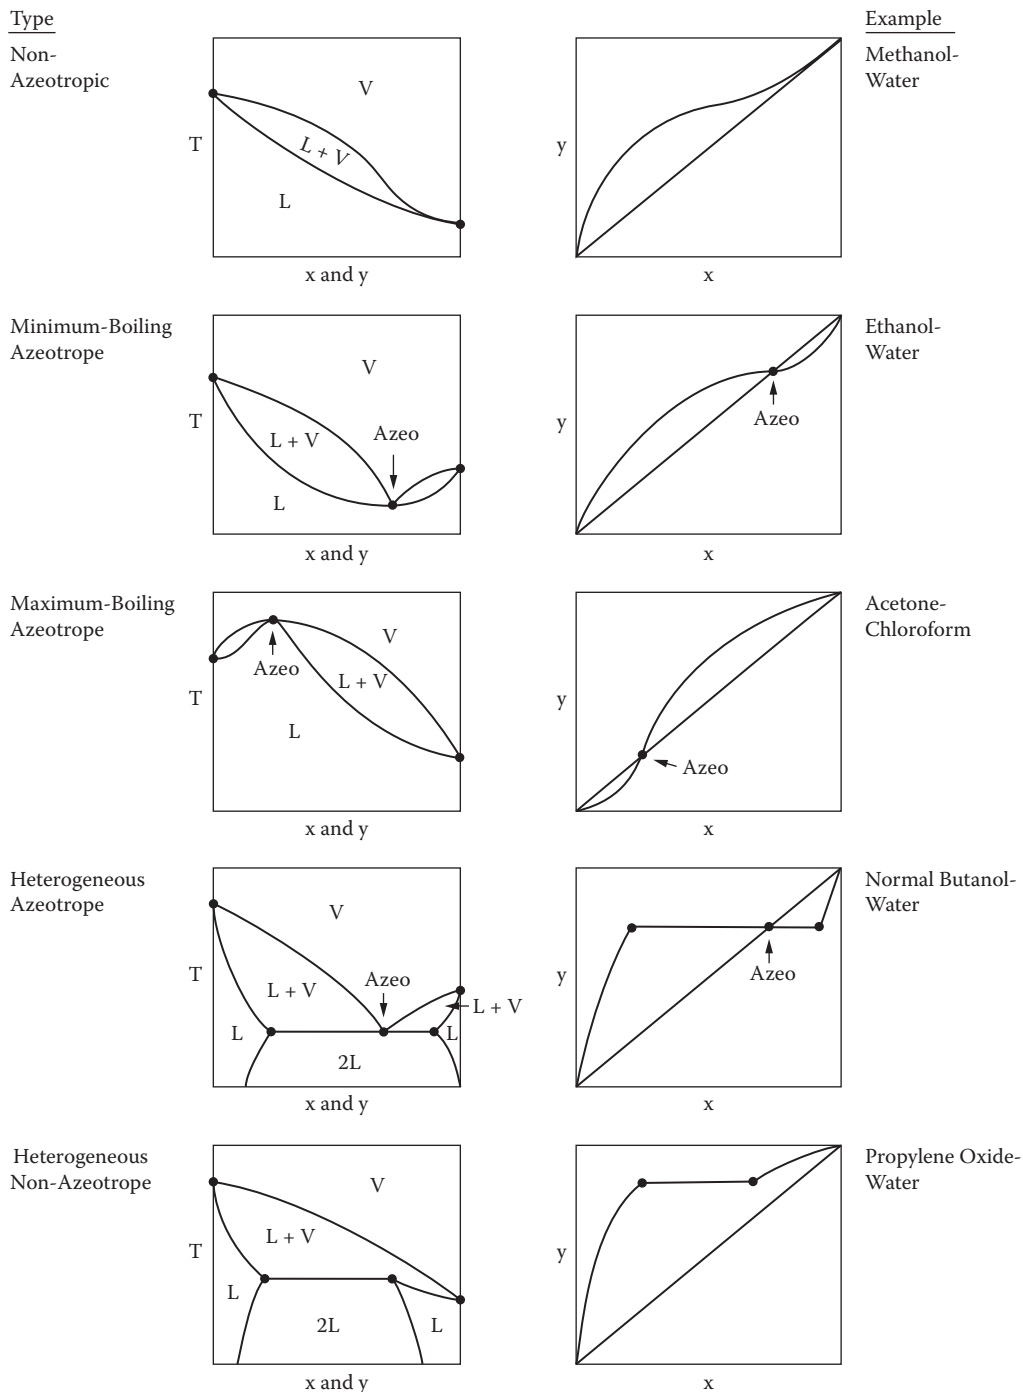 Type
Example
Non-
Azeotropic
T
V
L + V
L
x and y
y
x
Methanol-
Water
Minimum-Boiling
Azeotrope
T
V
L + V
Azeo
L
x and y
y
Azeo
x
Ethanol-
Water
Maximum-Boiling
Azeotrope
T
V
Azeo
L + V
L
x and y
y
Azeo
x
Acetone-
Chloroform
Heterogeneous
Azeotrope
T
V
L + V
Azeo
L + V
L
L
2L
x and y
y
Azeo
x
Normal Butanol-
Water
Heterogeneous
Non-Azeotrope
T
V
L + V
L
2L
L
x and y
y
x
Propylene Oxide-
Water